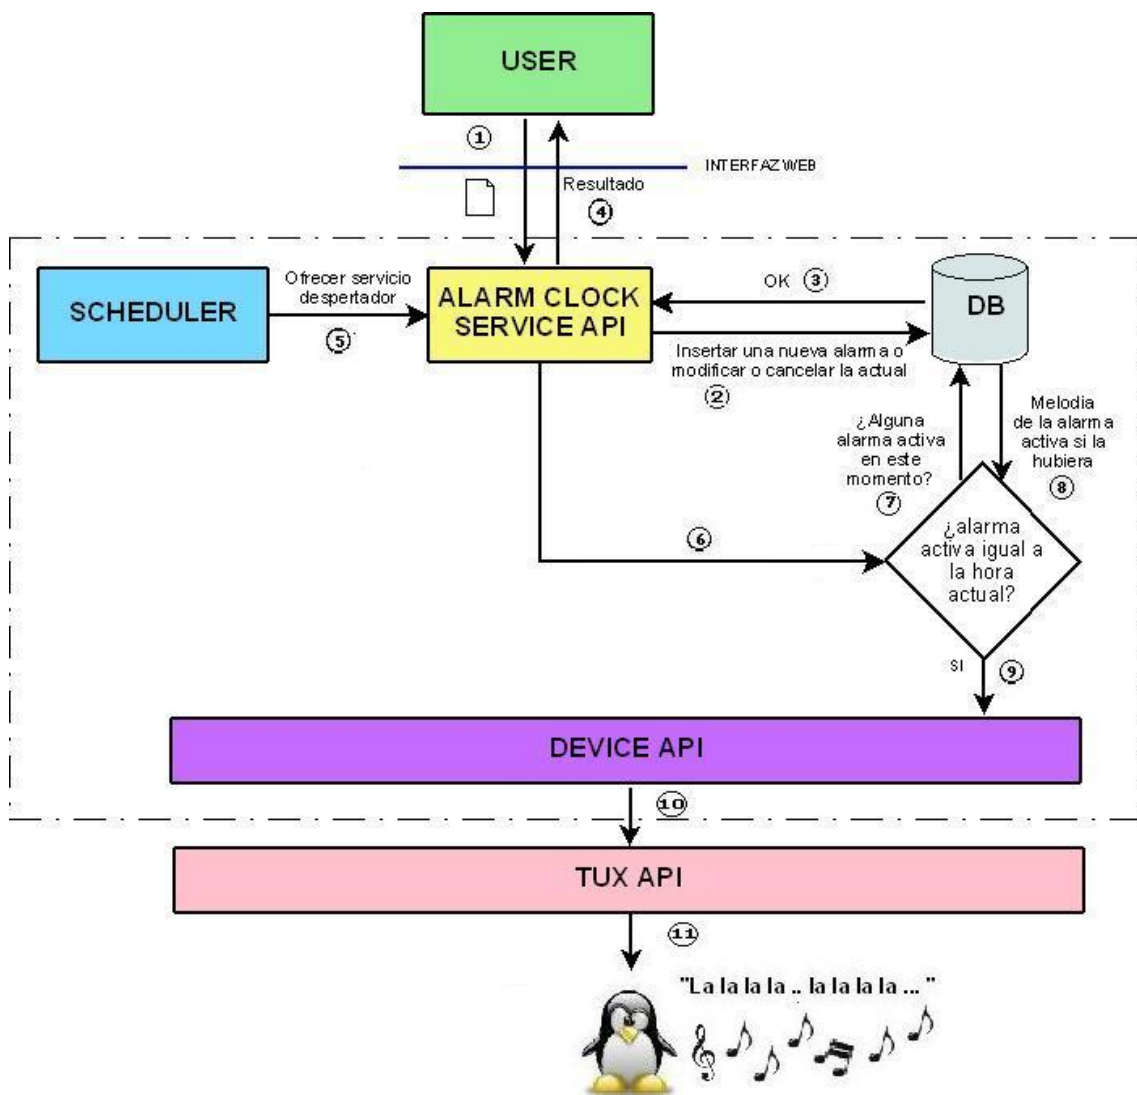 USER
①
INTERFAZ WEB
Resultado
④
SCHEDULER
Ofrecer servicio
despertador
⑤
ALARM CLOCK
SERVICE API
OK ③
DB
Insertar una nueva alarma o
modificar o cancelar la actual
②
¿Alguna
alarma activa
en este
momento?
⑦
Melodia
de la alarma
activa si la
hubiera
⑧
⑥
¿alarma
activa igual a
la hora
actual?
SI ⑨
DEVICE API
⑩
TUX API
⑪
"La la la la .. la la la la ... "